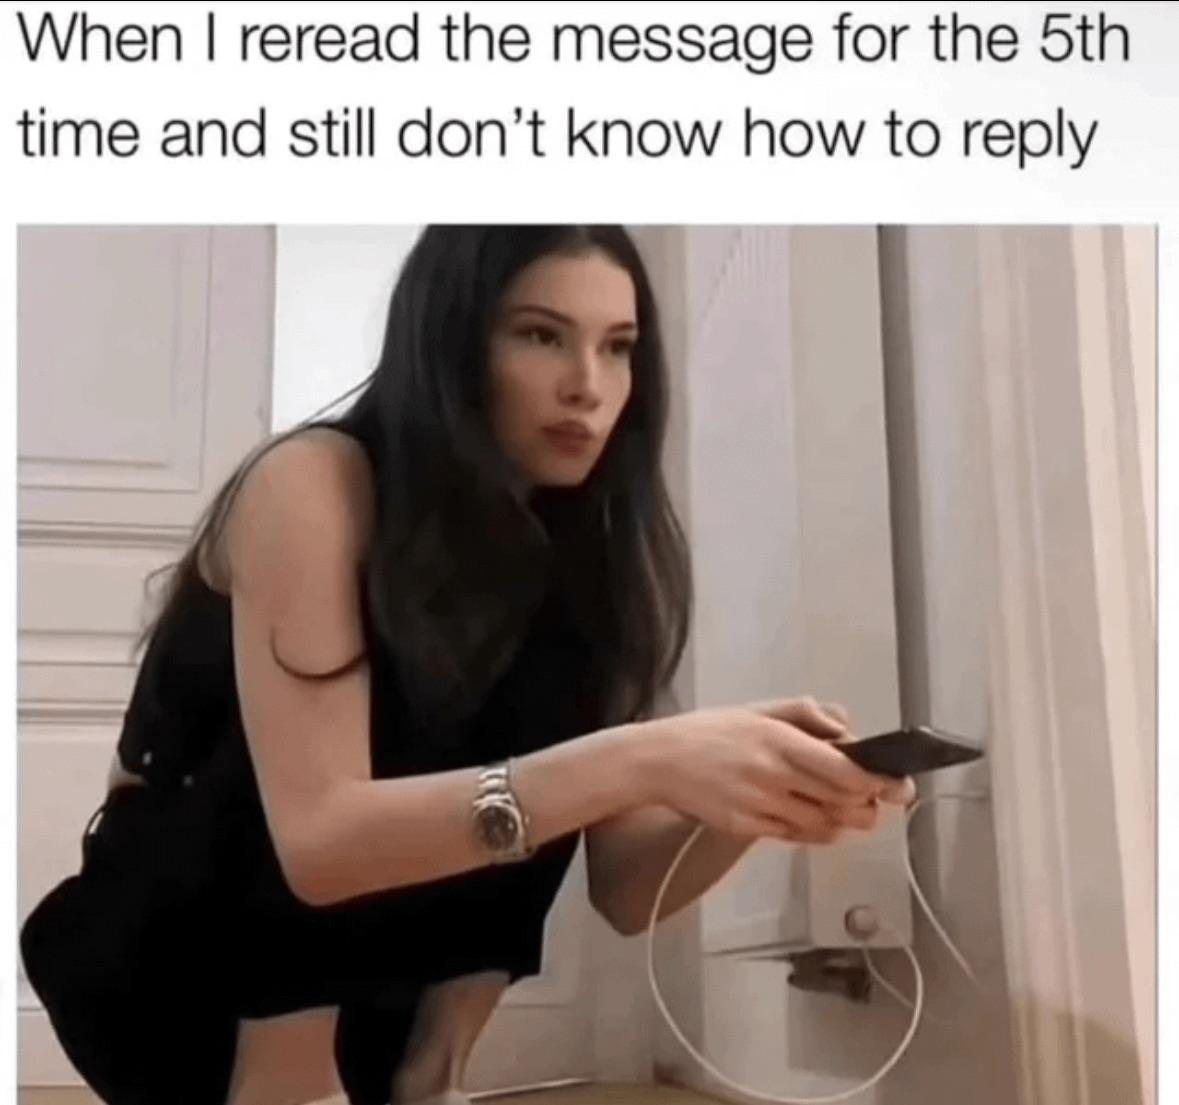 When I reread the message for the 5th
time and still don’t know how to reply